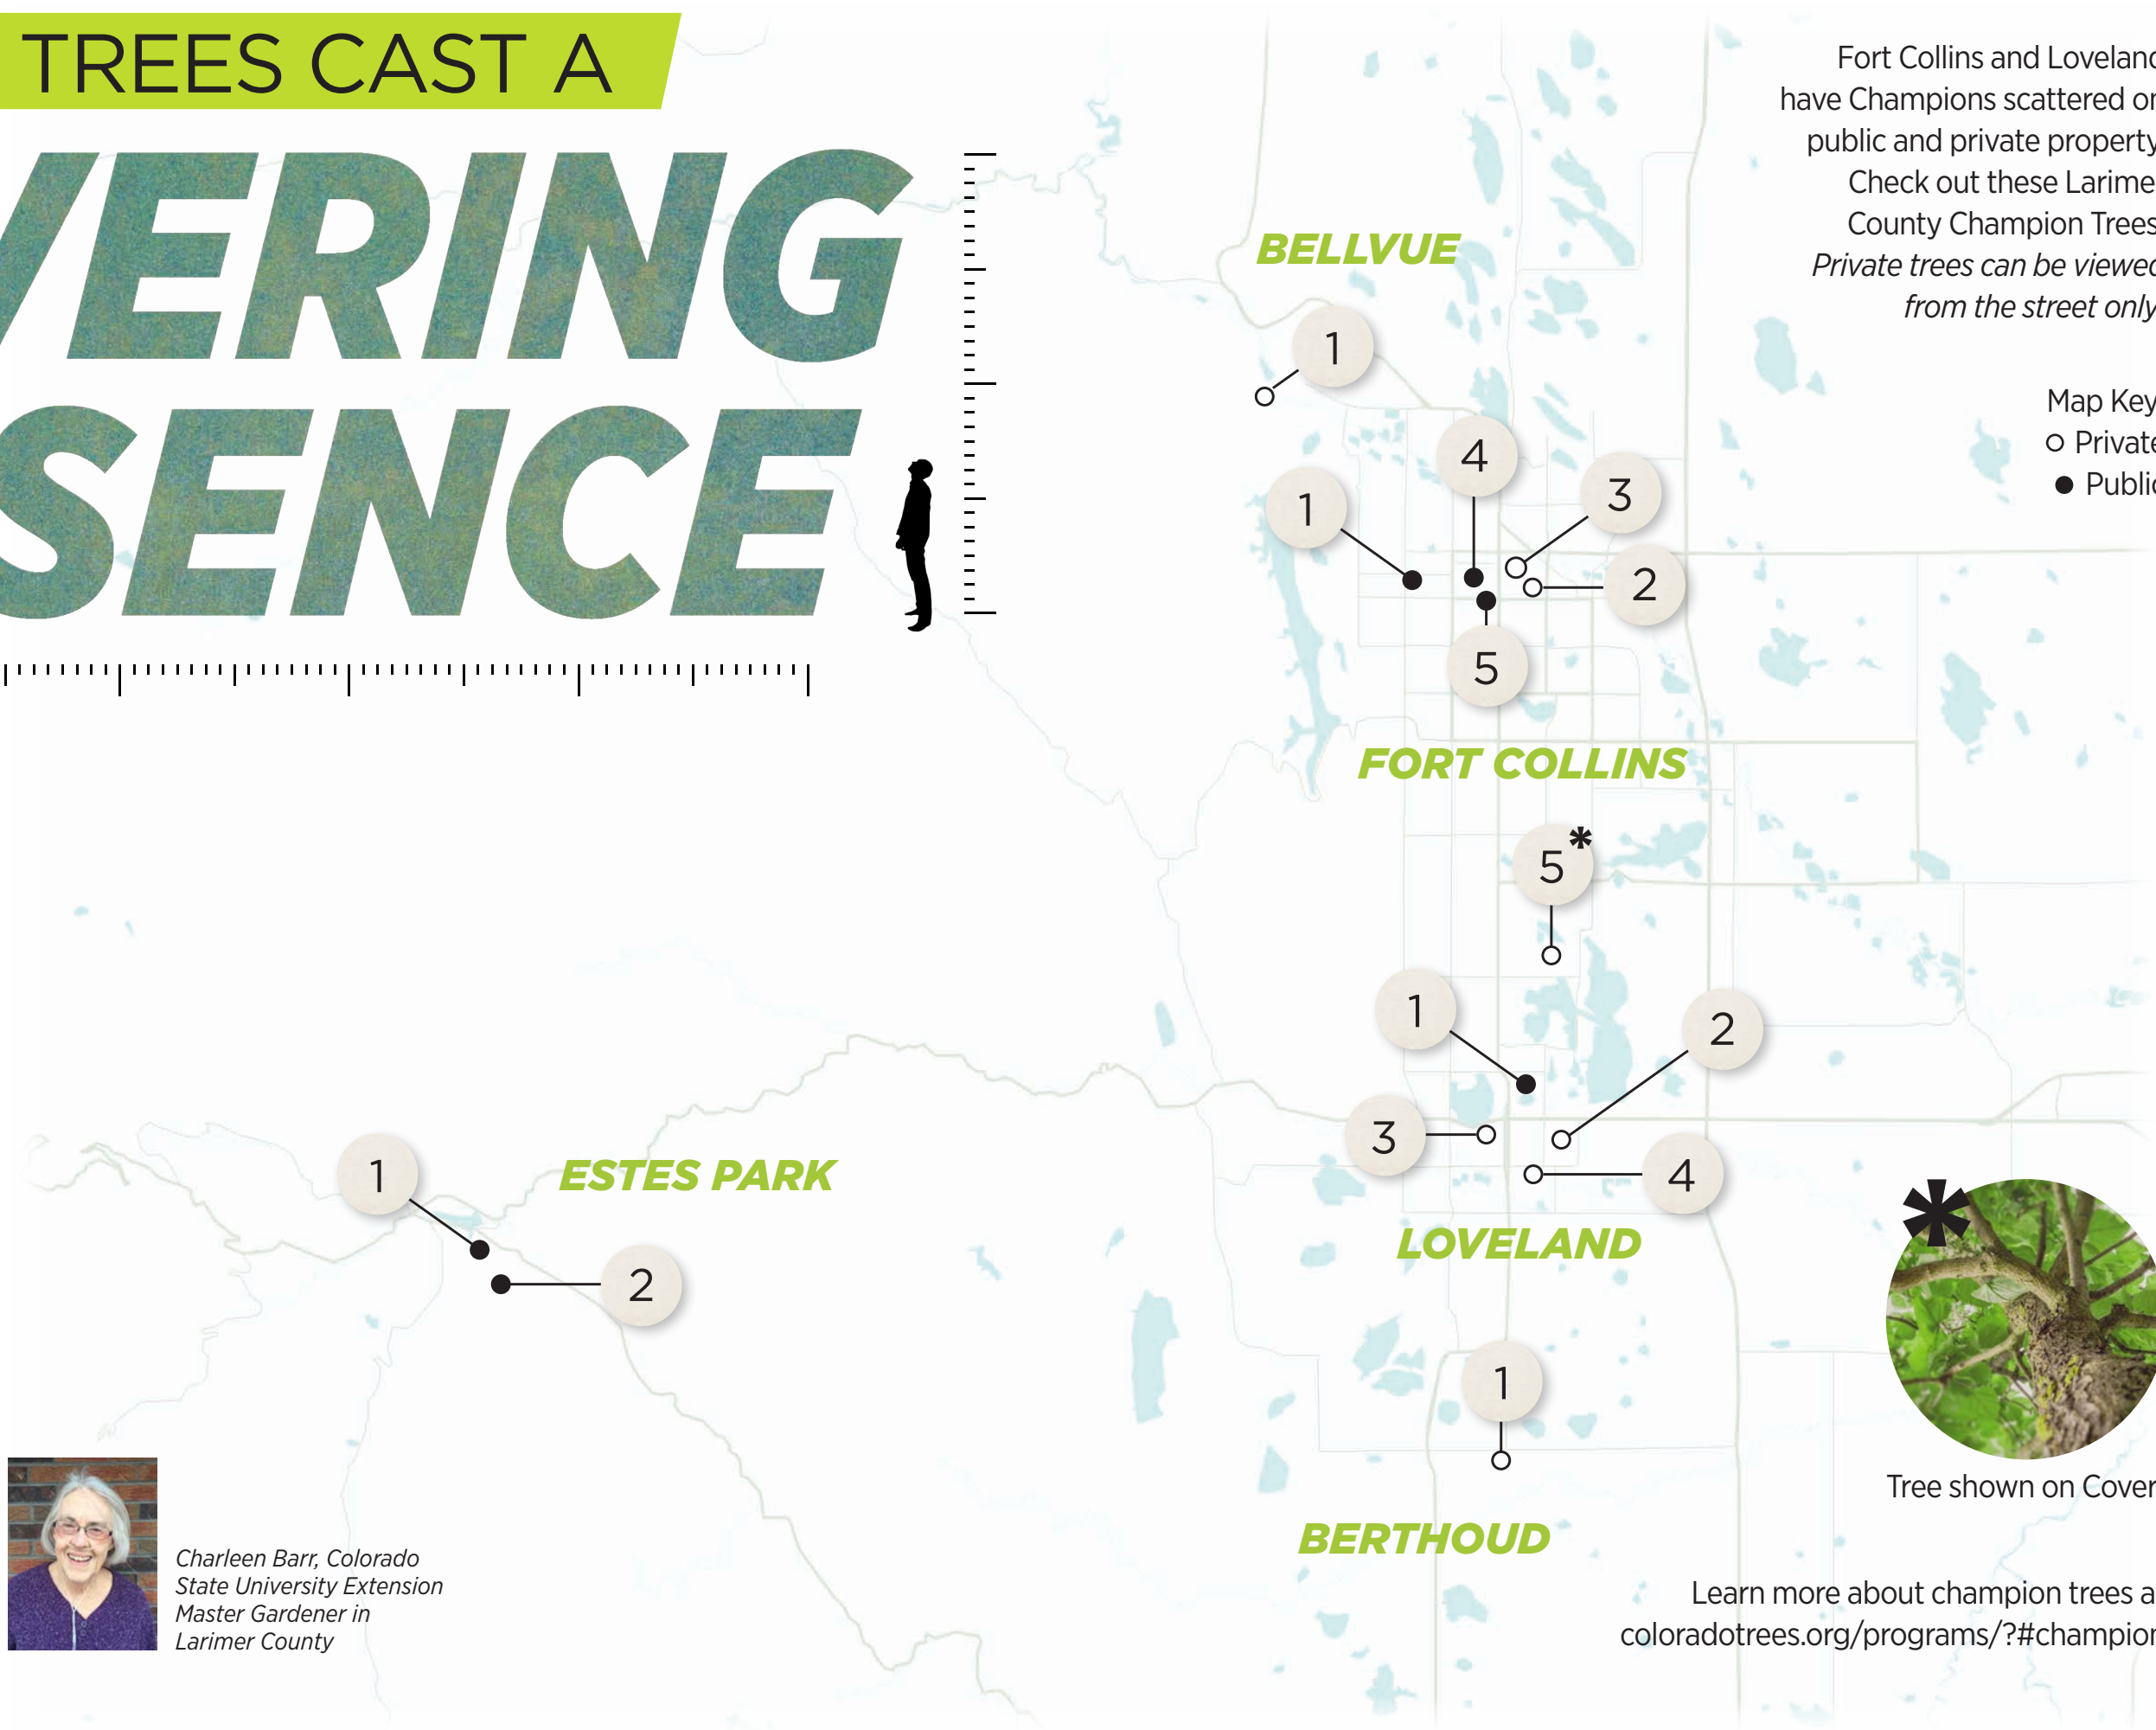 TREES CAST A
VERING
SENCE
Fort Collins and Loveland
have Champions scattered on
public and private property
Check out these Larime
County Champion Trees
Private trees can be viewed
from the street only
Map Key
Private
Public
BELLVUE
1
4
3
1
2
5
FORT COLLINS
5*
1
2
3
4
LOVELAND
1
ESTES PARK
2
1
BERTHOUD
*
Tree shown on Cover
Charleen Barr, Colorado
State University Extension
Master Gardener in
Larimer County
Learn more about champion trees a
coloradotrees.org/programs/?#champion